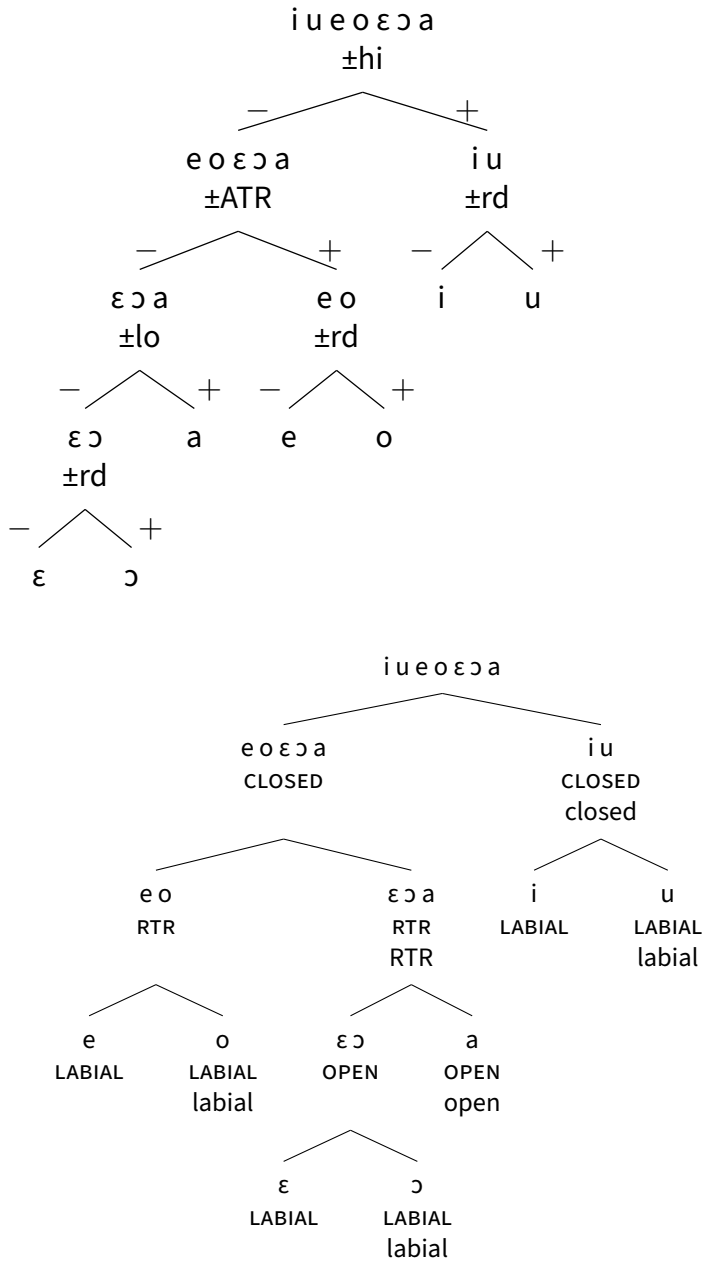 i u e o ɛ ɔ a
±hi
− +
e o ɛ ɔ a i u
±ATR ±rd
− + − +
ɛ ɔ a e o i u
±lo ±rd
− + − +
ɛ ɔ a e o
±rd
− +
ɛ ɔ
i u e o ɛ ɔ a
e o ɛ ɔ a i u
CLOSED CLOSED
closed
e o ɛ ɔ a i u
RTR RTR LABIAL LABIAL
RTR labial
e o ɛ ɔ a
LABIAL LABIAL OPEN OPEN
labial open
ɛ ɔ
LABIAL LABIAL
labial